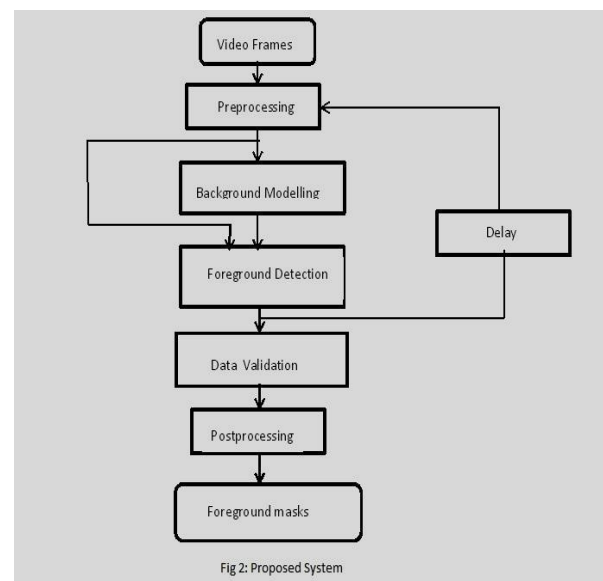 Video Frames
Preprocessing
Background Modelling
Delay
Foreground Detection
Data Validation
Postprocessing
Foreground masks
Fig 2: Proposed System